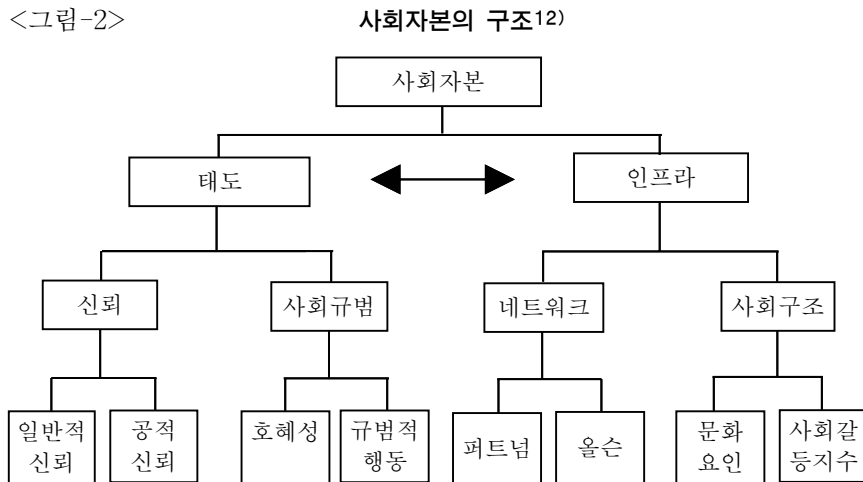 <그림-2> 사회자본의 구조12)
사회자본
태도
인프라
신뢰
사회규범
네트워크
사회구조
일반적
신뢰
공적
신뢰
호혜성
규범적
행동
퍼트넘
올슨
문화
요인
사회갈
등지수